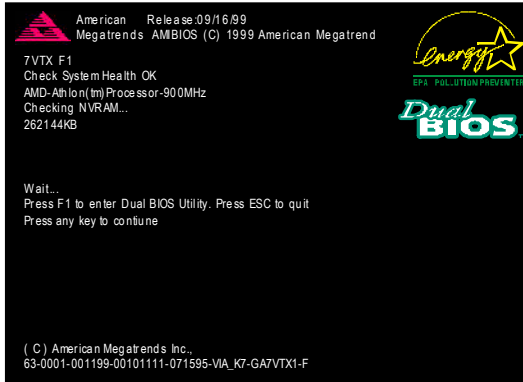 American Release:09/16/99
Megatrends AMIBIOS (C) 1999 American Megatrend
energy
EPA POLLUTION PREVENTER
7VTX F1
Check System Health OK
AMD-Athlon(tm)Processor-900MHz
Checking NVRAM...
262144KB
Dual
BIOS
Wait...
Press F1 to enter Dual BIOS Utility. Press ESC to quit
Press any key to contiune
( C ) American Megatrends Inc.,
63-0001-001199-00101111-071595-VIA_K7-GA7VTX1-F